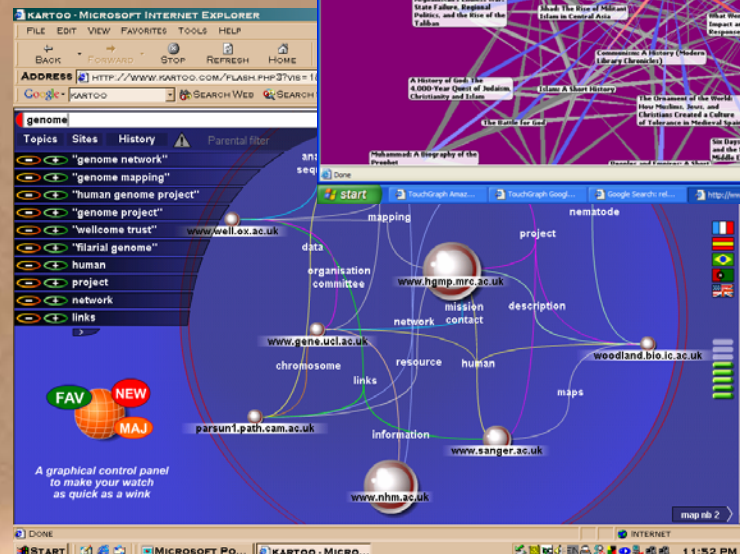 KARTOO - MICROSOFT INTERNET EXPLORER
FILE EDIT VIEW FAVORITES TOOLS HELP
BACK FORWARD STOP REFRESH HOME
ADDRESS HTTP://WWW.KARTOO.COM/FLASH.PHP3?VIS=1
Google KARTOO SEARCH WEB SEARCH
genome
Topics Sites History Parental filter
"genome network"
"genome mapping"
"human genome project"
"genome project"
"wellcome trust"
"filarial genome"
human
project
network
links
FAV
NEW
MAJ
A graphical control panel
to make your watch
as quick as a wink
State Failure, Regional
Politics, and the Rise of the
Taliban
Jihad: The Rise of Militant
Islam in Central Asia
Communism: A History (Modern
Library Chronicles)
A History of God: The
4,000-Year Quest of Judaism,
Christianity and Islam
Islam: A Short History
The Ornament of the World:
How Muslims, Jews, and
Christians Created a Culture
of Tolerance in Medieval Spain
The Battle for God
Muhammad: A Biography of the
Prophet
Done
start TouchGraph Amaz... TouchGraph Googl... Google Search: rel...
mapping
nematode
www.well.ox.ac.uk
project
data
organisation
committee
www.hgmp.mrc.ac.uk
mission
contact
description
network
www.gene.ucl.ac.uk
woodland.bio.ic.ac.uk
chromosome
resource
human
links
maps
parsun1.path.cam.ac.uk
information
www.sanger.ac.uk
www.nhm.ac.uk
map nb 2
DONE INTERNET
START MICROSOFT PO... KARTOO - MICRO... 11:52 PM